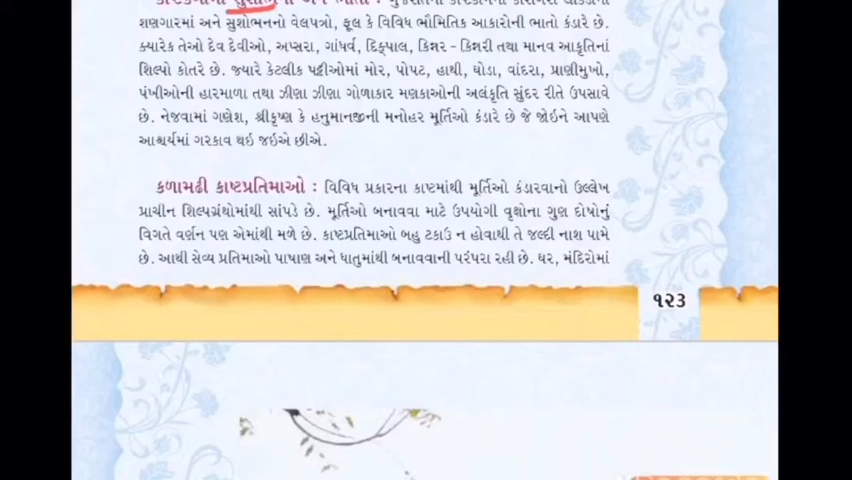 શણગારમાં અને સુશોભનનો વેલપત્રો, ફૂલ કે વિવિધ ભૌમિતિક આકારોની ભાતો કંડારે છે.
ક્યારેક તેઓ દેવ દેવીઓ, અપ્સરા, ગાંધર્વ, દિક્પાલ, કિન્નર - કિન્નરી તથા માનવ આકૃતિનાં
શિલ્પો કોતરે છે. જ્યારે કેટલીક પટ્ટીઓમાં મોર, પોપટ, હાથી, ઘોડા, વાંદરા, પ્રાણીમુખો,
પંખીઓની હારમાળા તથા ઝીણા ઝીણા ગોળાકાર મણકાઓની અલંકૃતિ સુંદર રીતે ઉપસાવે
છે. નેજવામાં ગણેશ, શ્રીકૃષ્ણ કે હનુમાનજીની મનોહર મૂર્તિઓ કંડારે છે જે જોઈને આપણે
આશ્ચર્યમાં ગરકાવ થઈ જઈએ છીએ.
કળામઢી કાષ્ટપ્રતિમાઓ : વિવિધ પ્રકારના કાષ્ટમાંથી મૂર્તિઓ કંડારવાનો ઉલ્લેખ
પ્રાચીન શિલ્પગ્રંથોમાંથી સાંપડે છે. મૂર્તિઓ બનાવવા માટે ઉપયોગી વૃક્ષોના ગુણ દોષોનું
વિગતે વર્ણન પણ એમાંથી મળે છે. કાષ્ટપ્રતિમાઓ બહુ ટકાઉ ન હોવાથી તે જલ્દી નાશ પામે
છે. આથી સેવ્ય પ્રતિમાઓ પાષાણ અને ધાતુમાંથી બનાવવાની પરંપરા રહી છે. ઘર, મંદિરોમાં
૧૨૩